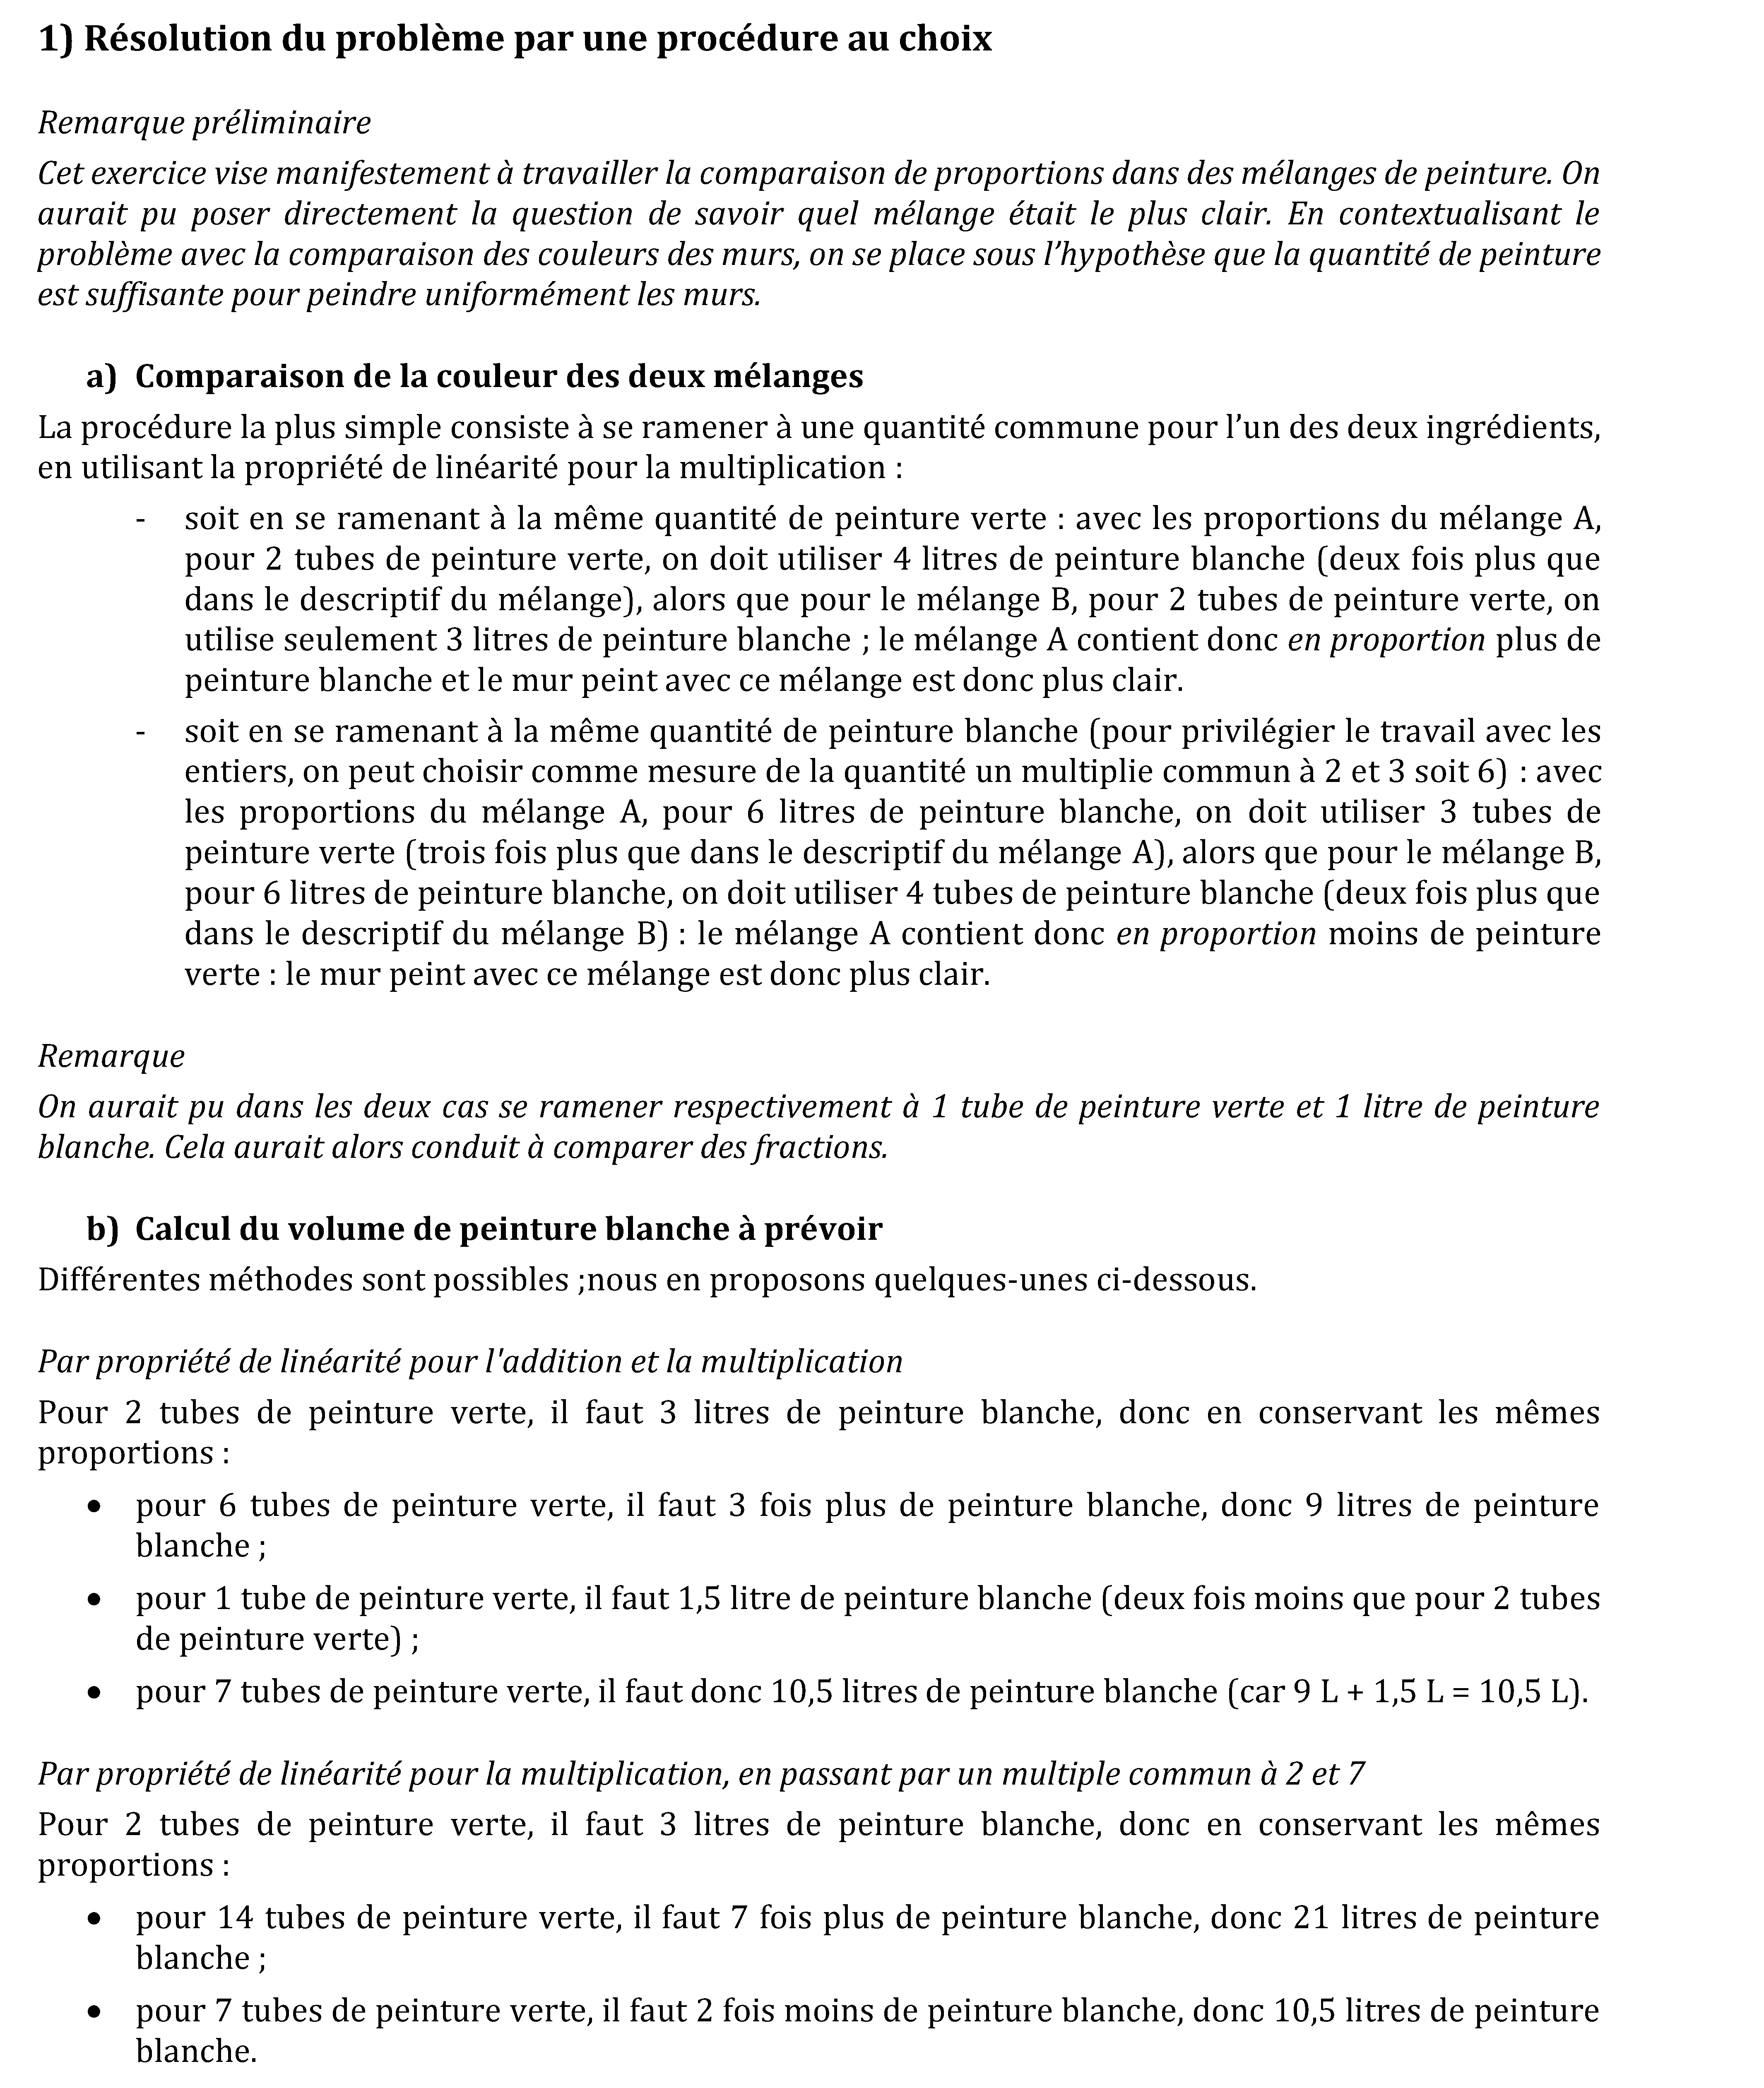 1) Résolution du problème par une procédure au choix
Remarque préliminaire
Cet exercice vise manifestement à travailler la comparaison de proportions dans des mélanges de peinture. On
aurait pu poser directement la question de savoir quel mélange était le plus clair. En contextualisant le
problème avec la comparaison des couleurs des murs, on se place sous l’hypothèse que la quantité de peinture
est suffisante pour peindre uniformément les murs.
a) Comparaison de la couleur des deux mélanges
La procédure la plus simple consiste à se ramener à une quantité commune pour l’un des deux ingrédients,
en utilisant la propriété de linéarité pour la multiplication :
- soit en se ramenant à la même quantité de peinture verte : avec les proportions du mélange A,
pour 2 tubes de peinture verte, on doit utiliser 4 litres de peinture blanche (deux fois plus que
dans le descriptif du mélange), alors que pour le mélange B, pour 2 tubes de peinture verte, on
utilise seulement 3 litres de peinture blanche ; le mélange A contient donc en proportion plus de
peinture blanche et le mur peint avec ce mélange est donc plus clair.
- soit en se ramenant à la même quantité de peinture blanche (pour privilégier le travail avec les
entiers, on peut choisir comme mesure de la quantité un multiplie commun à 2 et 3 soit 6) : avec
les proportions du mélange A, pour 6 litres de peinture blanche, on doit utiliser 3 tubes de
peinture verte (trois fois plus que dans le descriptif du mélange A), alors que pour le mélange B,
pour 6 litres de peinture blanche, on doit utiliser 4 tubes de peinture blanche (deux fois plus que
dans le descriptif du mélange B) : le mélange A contient donc en proportion moins de peinture
verte : le mur peint avec ce mélange est donc plus clair.
Remarque
On aurait pu dans les deux cas se ramener respectivement à 1 tube de peinture verte et 1 litre de peinture
blanche. Cela aurait alors conduit à comparer des fractions.
b) Calcul du volume de peinture blanche à prévoir
Différentes méthodes sont possibles ;nous en proposons quelques-unes ci-dessous.
Par propriété de linéarité pour l'addition et la multiplication
Pour 2 tubes de peinture verte, il faut 3 litres de peinture blanche, donc en conservant les mêmes
proportions :
• pour 6 tubes de peinture verte, il faut 3 fois plus de peinture blanche, donc 9 litres de peinture
blanche ;
• pour 1 tube de peinture verte, il faut 1,5 litre de peinture blanche (deux fois moins que pour 2 tubes
de peinture verte) ;
• pour 7 tubes de peinture verte, il faut donc 10,5 litres de peinture blanche (car 9 L + 1,5 L = 10,5 L).
Par propriété de linéarité pour la multiplication, en passant par un multiple commun à 2 et 7
Pour 2 tubes de peinture verte, il faut 3 litres de peinture blanche, donc en conservant les mêmes
proportions :
• pour 14 tubes de peinture verte, il faut 7 fois plus de peinture blanche, donc 21 litres de peinture
blanche ;
• pour 7 tubes de peinture verte, il faut 2 fois moins de peinture blanche, donc 10,5 litres de peinture
blanche.